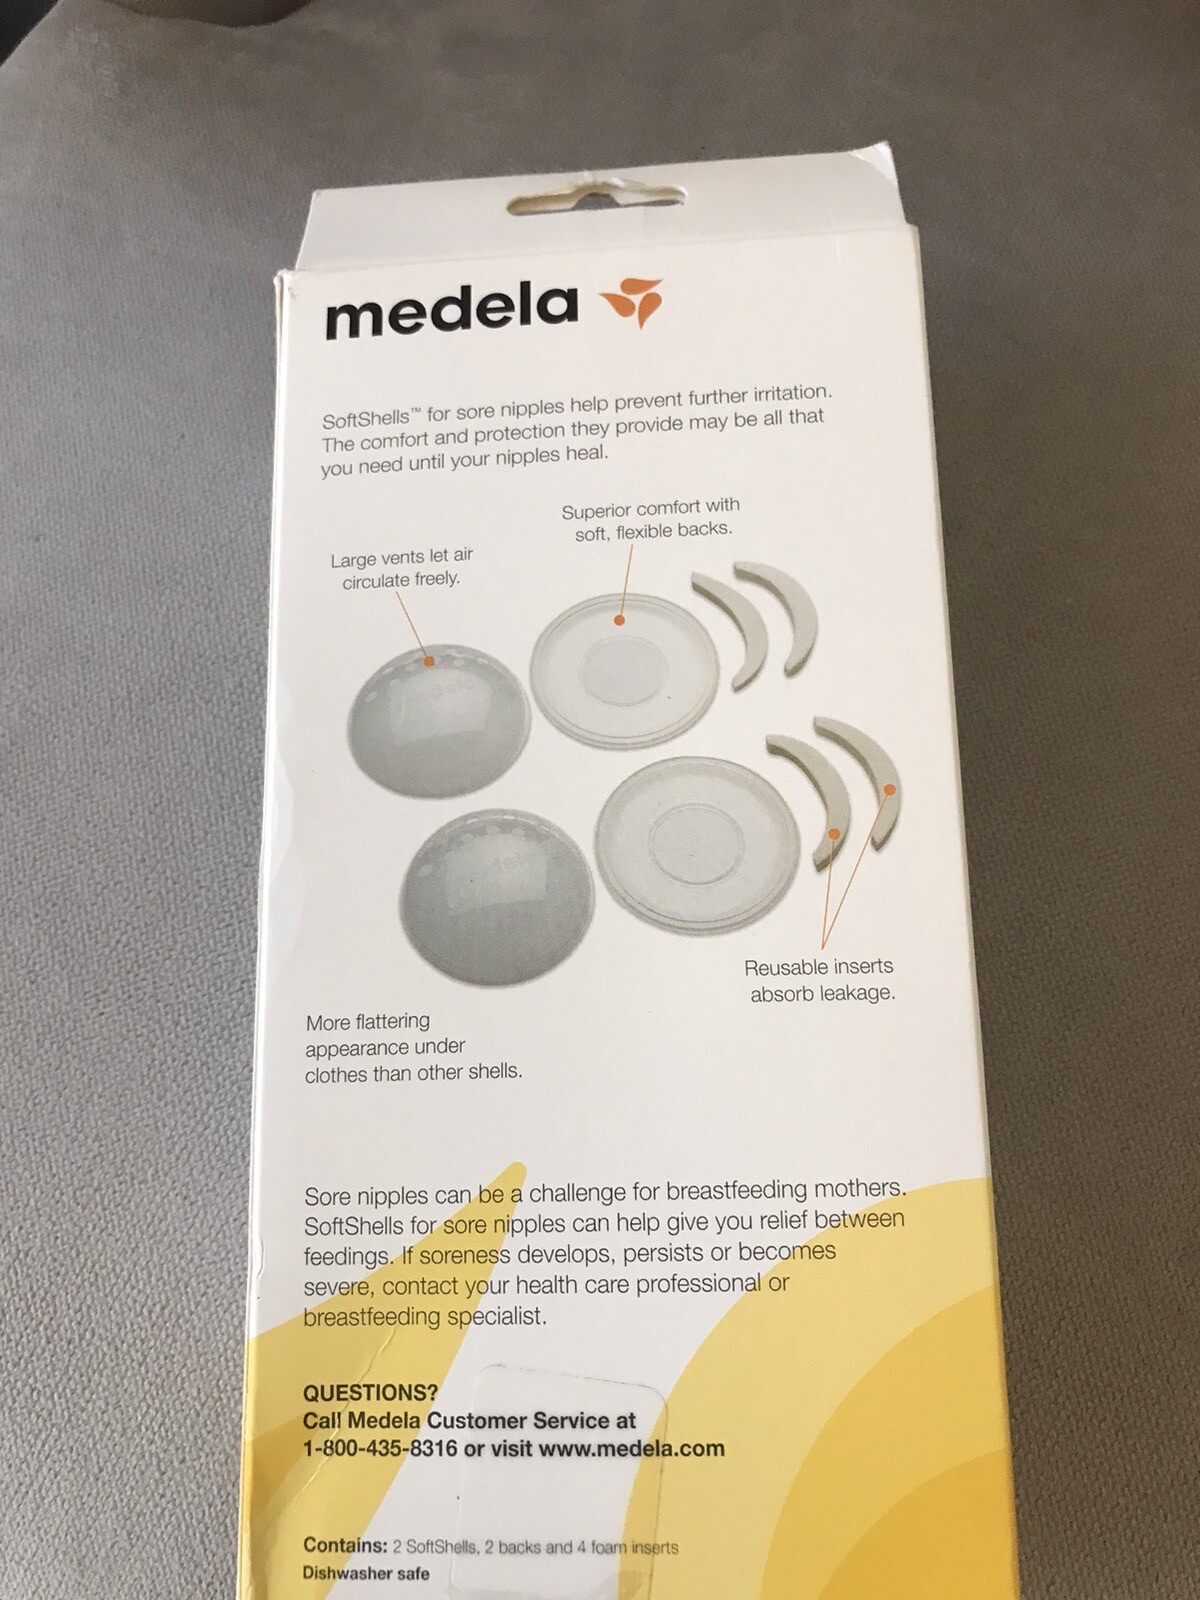 medela
SoftShells™ for sore nipples help prevent further irritation.
The comfort and protection they provide may be all that
you need until your nipples heal.
Superior comfort with
soft, flexible backs.
Large vents let air
circulate freely.
medela
Reusable inserts
absorb leakage.
More flattering
appearance under
clothes than other shells.
Sore nipples can be a challenge for breastfeeding mothers.
SoftShells for sore nipples can help give you relief between
feedings. If soreness develops, persists or becomes
severe, contact your health care professional or
breastfeeding specialist.
QUESTIONS?
Call Medela Customer Service at
1-800-435-8316 or visit www.medela.com
Contains: 2 SoftShells, 2 backs and 4 foam inserts
Dishwasher safe